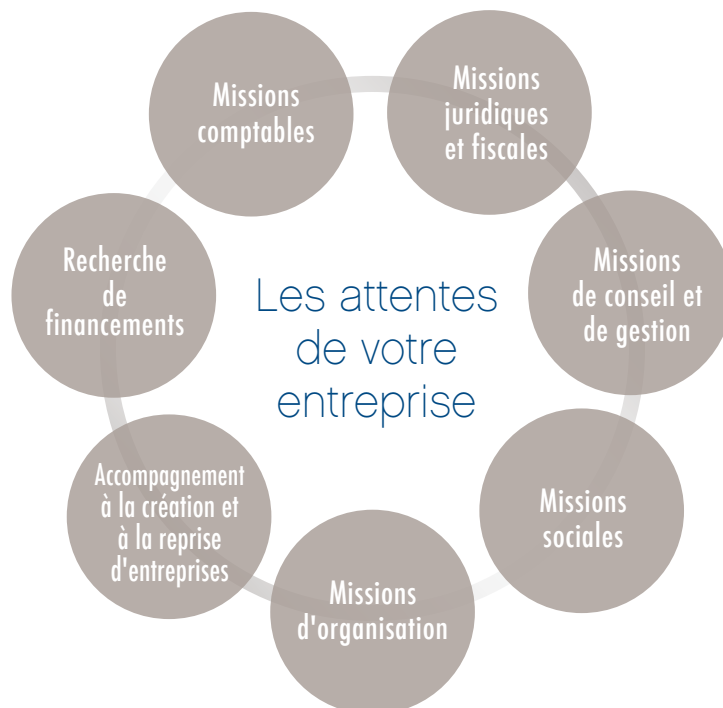 Missions
comptables
Missions
juridiques
et fiscales
Recherche
de
financements
Les attentes
de votre
entreprise
Missions
de conseil et
de gestion
Accompagnement
à la création et
à la reprise
d'entreprises
Missions
sociales
Missions
d'organisation